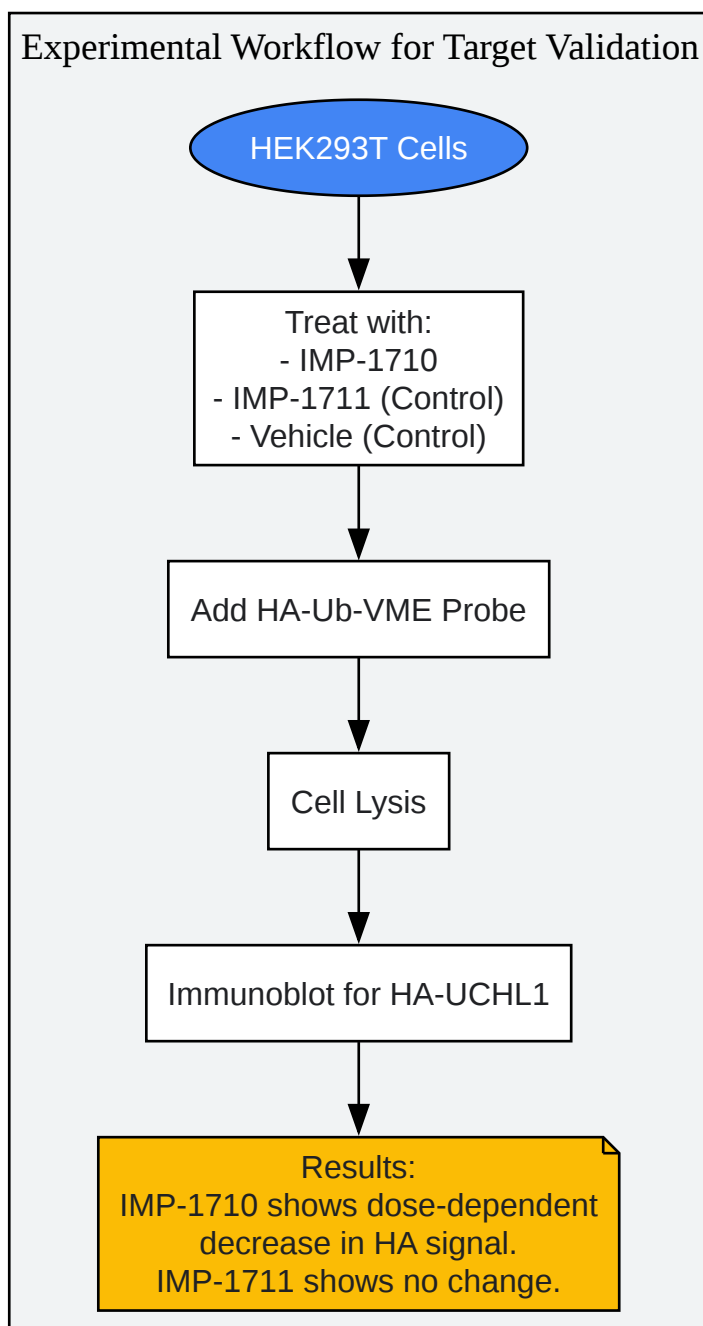 Experimental Workflow for Target Validation
HEK293T Cells
Treat with:
- IMP-1710
- IMP-1711 (Control)
- Vehicle (Control)
Add HA-Ub-VME Probe
Cell Lysis
Immunoblot for HA-UCHL1
Results:
IMP-1710 shows dose-dependent
decrease in HA signal.
IMP-1711 shows no change.